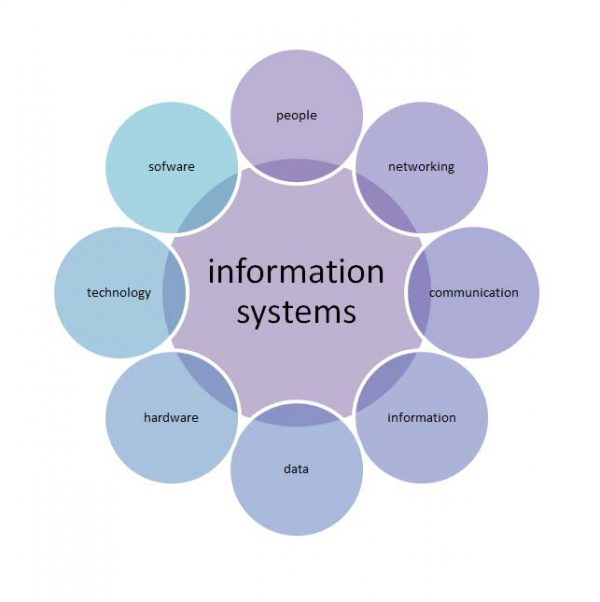 people
networking
communication
information
data
hardware
technology
sofware
information
systems